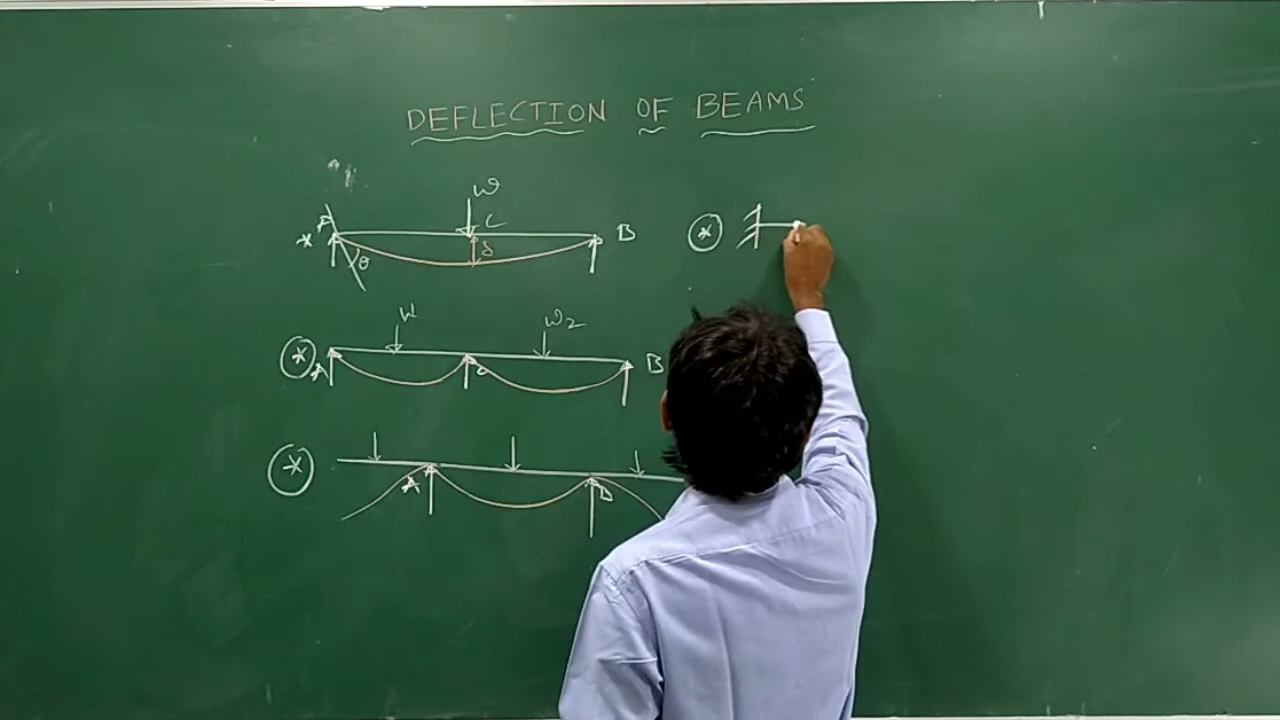 DEFLECTION OF BEAMS
W
A C B
δ
θ
W W2
A C B
A B